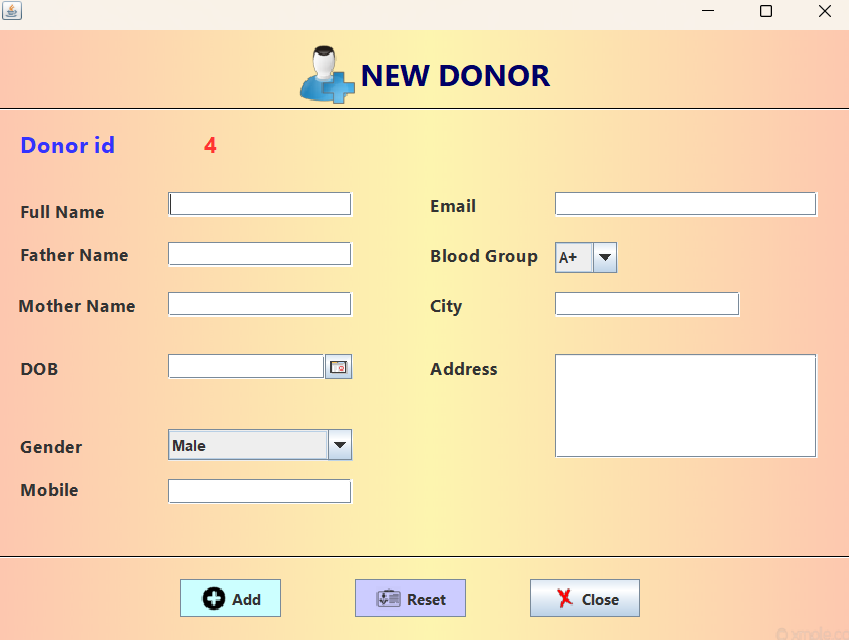 NEW DONOR
Donor id 4
Full Name
Email
Father Name
Blood Group A+
Mother Name
City
DOB
Address
Gender Male
Mobile
Add Reset Close